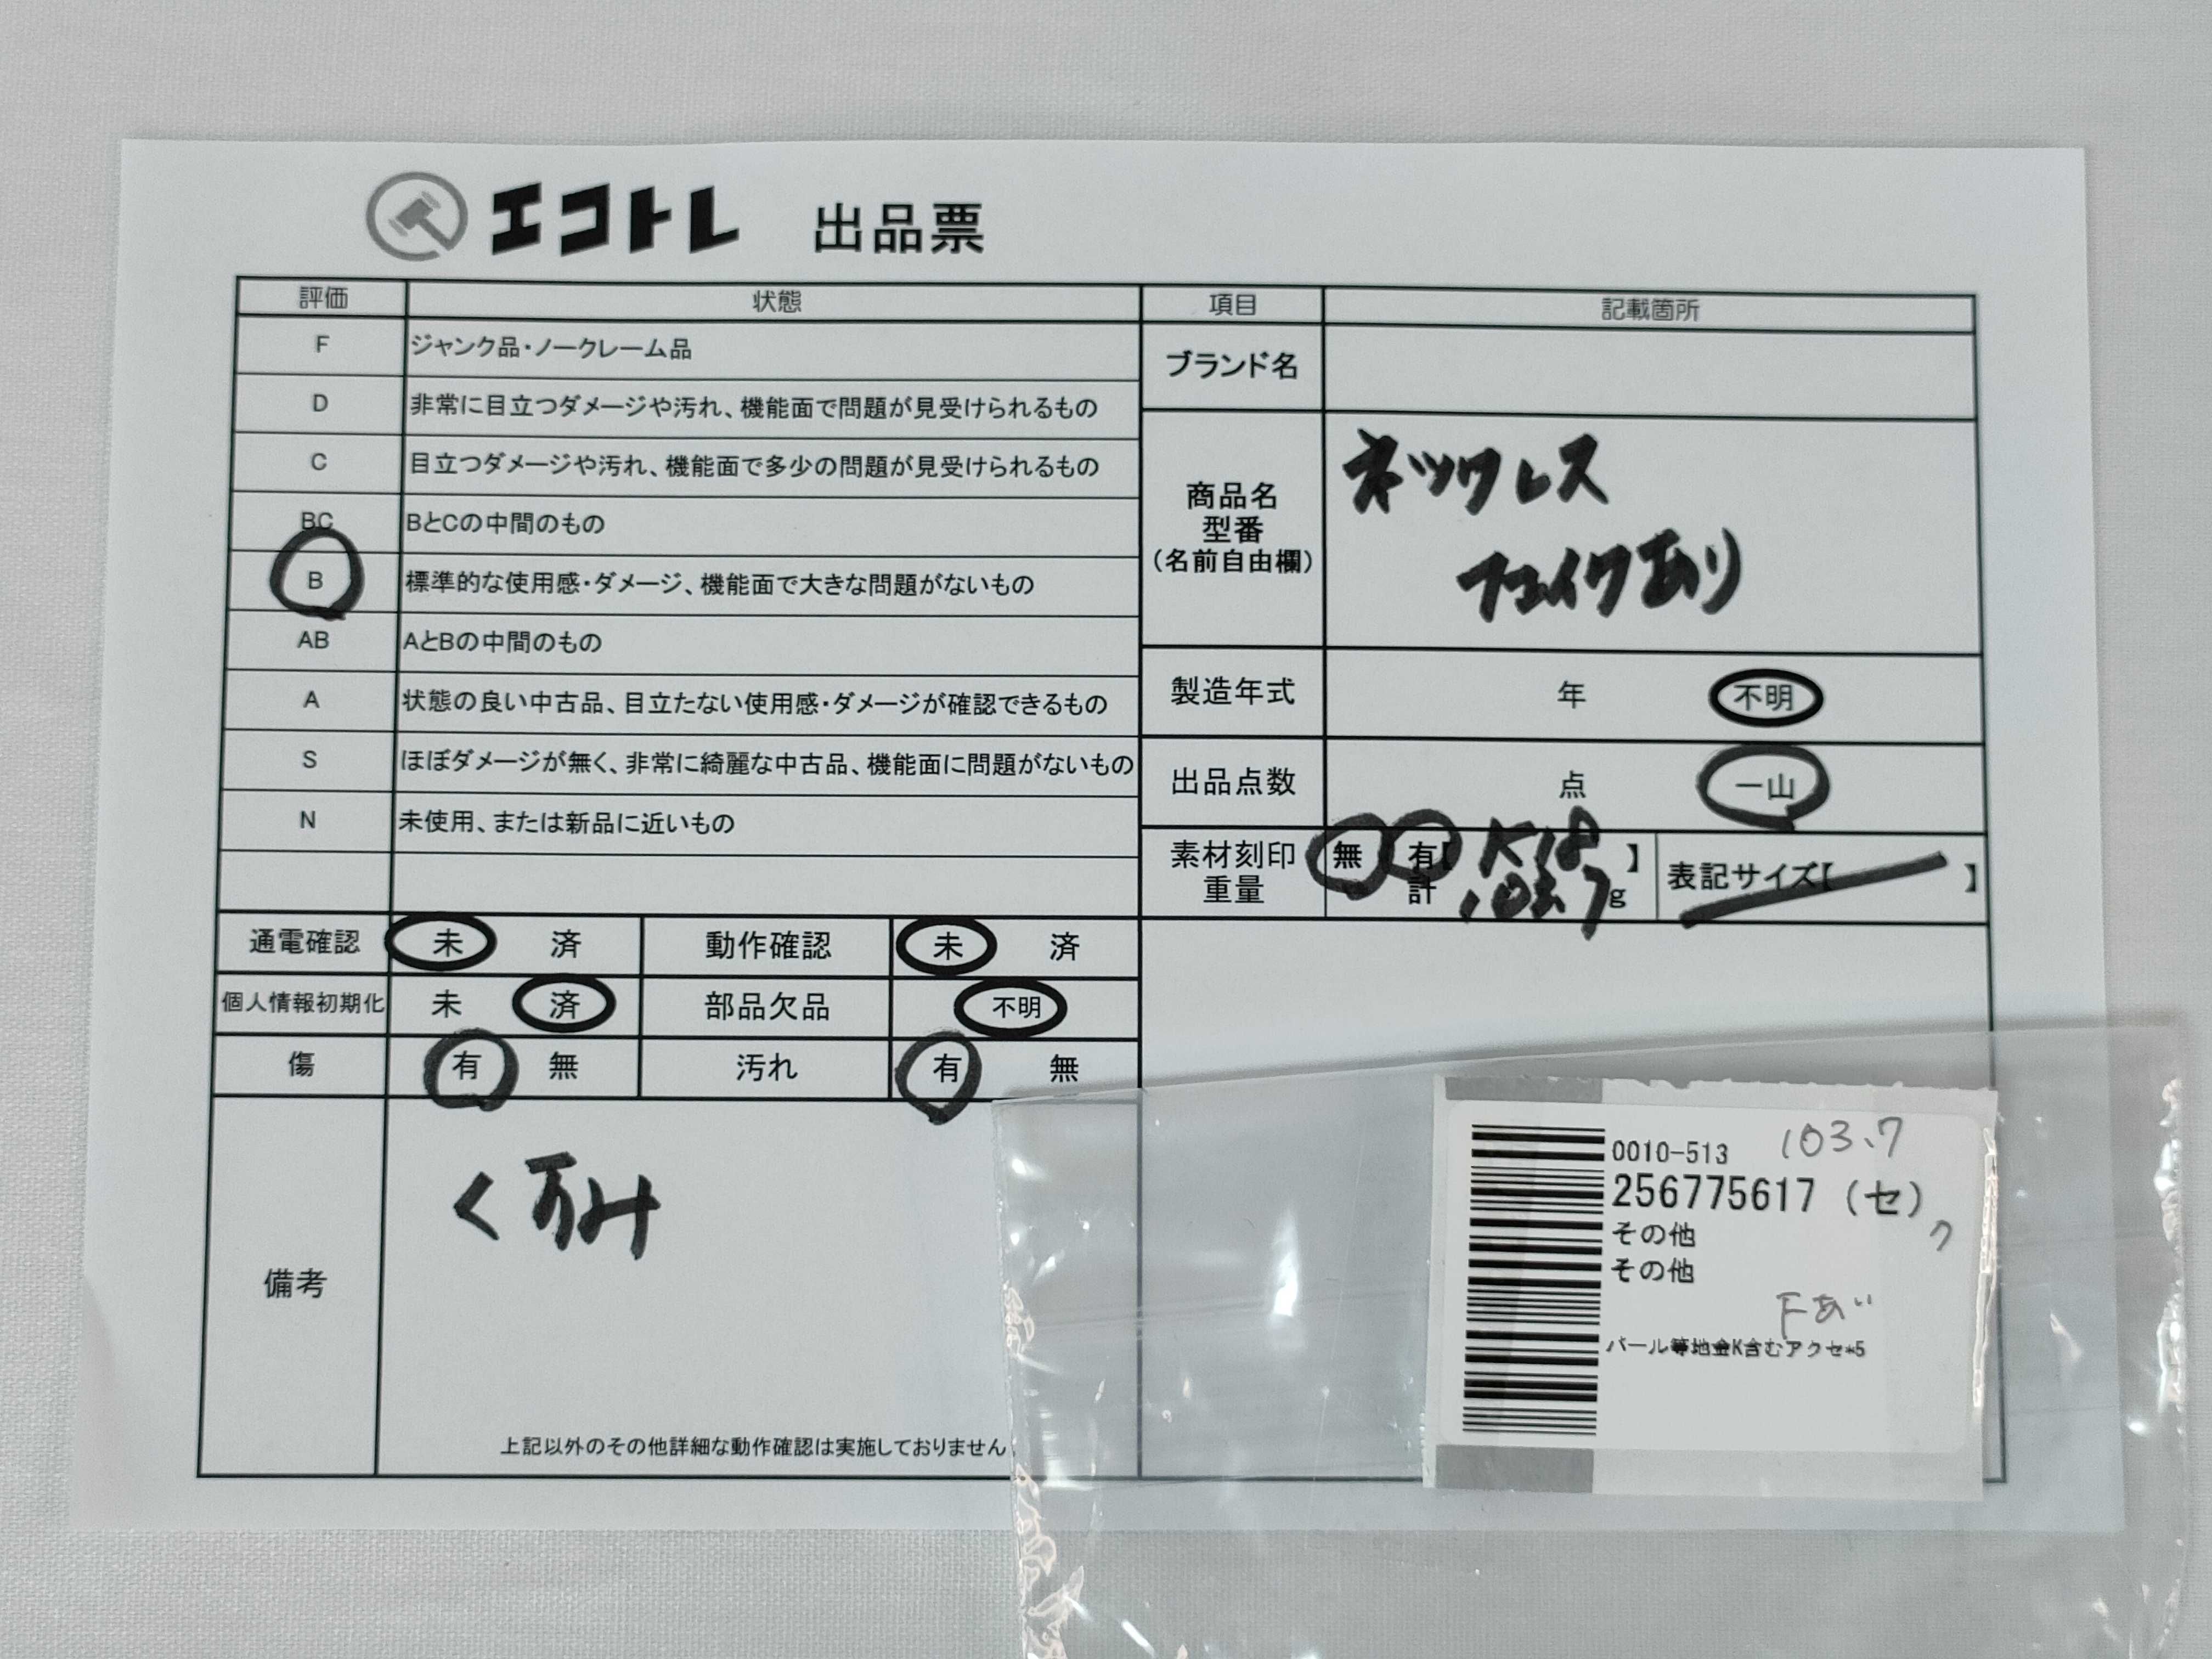 エコトレ 出品票
評価 状態 項目 記載箇所
F ジャンク品・ノークレーム品
D 非常に目立つダメージや汚れ、機能面で問題が見受けられるもの
C 目立つダメージや汚れ、機能面で多少の問題が見受けられるもの
BC BとCの中間のもの
B 標準的な使用感・ダメージ、機能面で大きな問題がないもの
AB AとBの中間のもの
A 状態の良い中古品、目立たない使用感・ダメージが確認できるもの
S ほぼダメージが無く、非常に綺麗な中古品、機能面に問題がないもの
N 未使用、または新品に近いもの
ブランド名
商品名
型番
(名前自由欄)
ネックレス
フェイクあり
製造年式 年 不明
出品点数 点 一山
素材刻印 無 有【 K18 】
重量 計 103.7 g
表記サイズ【 】
通電確認 未 済 動作確認 未 済
個人情報初期化 未 済 部品欠品 不明
傷 有 無 汚れ 有 無
備考
上記以外のその他詳細な動作確認は実施しておりません
0010-513 103.7
256775617 (セ)
ク
その他
その他
Fあり
パール等地金K含むアクセ*5